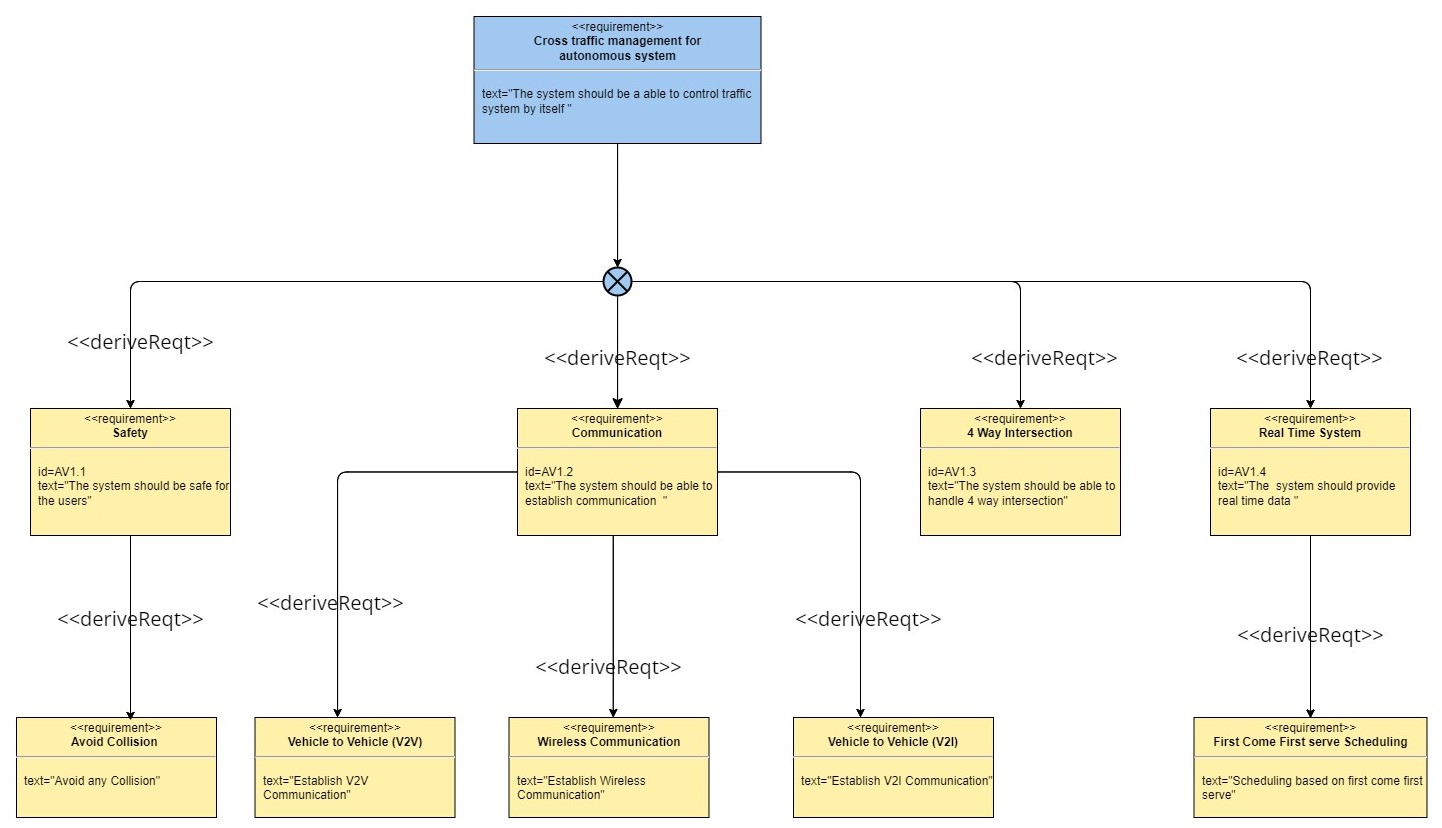 <<requirement>>
Cross traffic management for
autonomous system
text="The system should be a able to control traffic
system by itself "
<<deriveReqt>>
<<deriveReqt>>
<<deriveReqt>>
<<deriveReqt>>
<<requirement>>
Safety
id=AV1.1
text="The system should be safe for
the users"
<<requirement>>
Communication
id=AV1.2
text="The system should be able to
establish communication  "
<<requirement>>
4 Way Intersection
id=AV1.3
text="The system should be able to
handle 4 way intersection"
<<requirement>
Real Time System
id=AV1.4
text="The  system should provide
real time data "
<<deriveReqt>>
<<deriveReqt>>
<<deriveReqt>>
<<deriveReqt>>
<<deriveReqt>>
<<requirement>>
Avoid Collision
text="Avoid any Collision"
<<requirement>>
Vehicle to Vehicle (V2V)
text="Establish V2V
Communication"
<<requirement>>
Wireless Communication
text="Establish Wireless
Communication"
<<requirement>>
Vehicle to Vehicle (V2I)
text="Establish V2I Communication"
<<requirement>>
First Come First serve Scheduling
text="Scheduling based on first come first
serve"